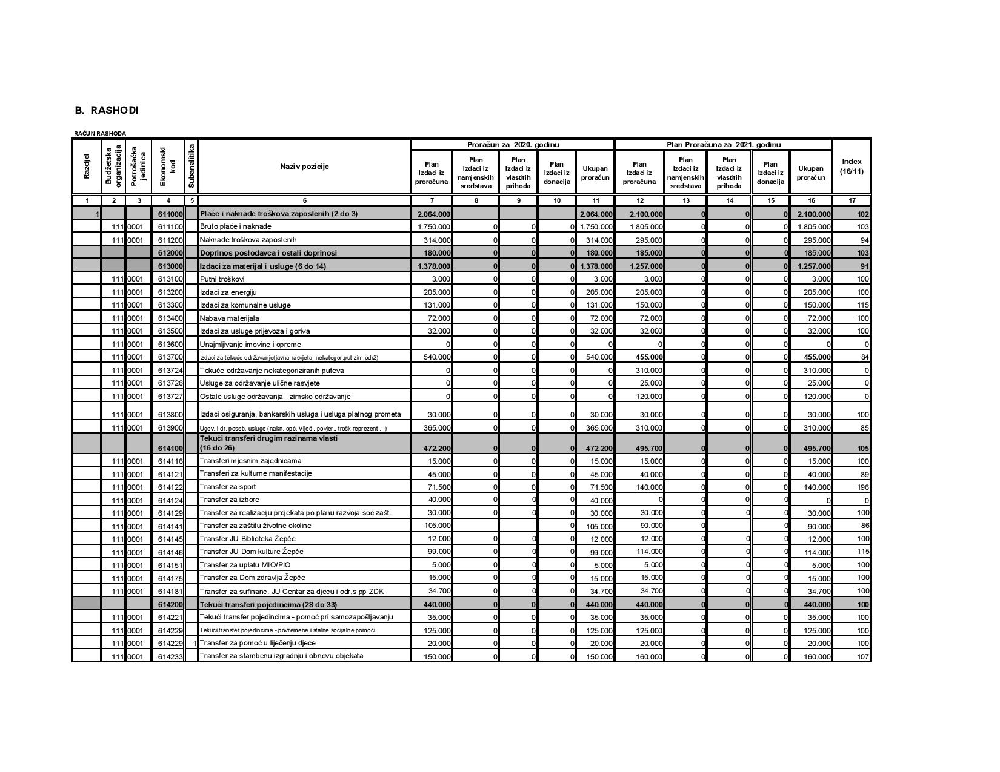 B. RASHODI
RAČUN RASHODA
Razdjel Budžetska organizacija Potrošačka jedinica Ekonomski kod Subanalitika Naziv pozicije Proračun za 2020. godinu Plan Proračuna za 2021. godinu Index (16/11)
Plan Izdaci iz proračuna Plan Izdaci iz namjenskih sredstava Plan Izdaci iz vlastitih prihoda Plan Izdaci iz donacija Ukupan proračun Plan Izdaci iz proračuna Plan Izdaci iz namjenskih sredstava Plan Izdaci iz vlastitih prihoda Plan Izdaci iz donacija Ukupan proračun
1 2 3 4 5 6 7 8 9 10 11 12 13 14 15 16 17
1 611000 Plaće i naknade troškova zaposlenih (2 do 3) 2.064.000 2.064.000 2.100.000 0 0 0 2.100.000 102
111 0001 611100 Bruto plaće i naknade 1.750.000 0 0 0 1.750.000 1.805.000 0 0 0 1.805.000 103
111 0001 611200 Naknade troškova zaposlenih 314.000 0 0 0 314.000 295.000 0 0 0 295.000 94
612000 Doprinos poslodavca i ostali doprinosi 180.000 0 0 0 180.000 185.000 0 0 0 185.000 103
613000 Izdaci za materijal i usluge (6 do 14) 1.378.000 0 0 0 1.378.000 1.257.000 0 0 0 1.257.000 91
111 0001 613100 Putni troškovi 3.000 0 0 0 3.000 3.000 0 0 0 3.000 100
111 0001 613200 Izdaci za energiju 205.000 0 0 0 205.000 205.000 0 0 0 205.000 100
111 0001 613300 Izdaci za komunalne usluge 131.000 0 0 0 131.000 150.000 0 0 0 150.000 115
111 0001 613400 Nabava materijala 72.000 0 0 0 72.000 72.000 0 0 0 72.000 100
111 0001 613500 Izdaci za usluge prijevoza i goriva 32.000 0 0 0 32.000 32.000 0 0 0 32.000 100
111 0001 613600 Unajmljivanje imovine i opreme 0 0 0 0 0 0 0 0 0 0 0
111 0001 613700 Izdaci za tekuće održavanje(javna rasvjeta, nekategor.put.zim.održ) 540.000 0 0 0 540.000 455.000 0 0 0 455.000 84
111 0001 613724 Tekuće održavanje nekategoriziranih puteva 0 0 0 0 0 310.000 0 0 0 310.000 0
111 0001 613726 Usluge za održavanje ulične rasvjete 0 0 0 0 0 25.000 0 0 0 25.000 0
111 0001 613727 Ostale usluge održavanja - zimsko održavanje 0 0 0 0 0 120.000 0 0 0 120.000 0
111 0001 613800 Izdaci osiguranja, bankarskih usluga i usluga platnog prometa 30.000 0 0 0 30.000 30.000 0 0 0 30.000 100
111 0001 613900 Ugov. i dr. poseb. usluge (nakn. opć. Vijeć., povjer., trošk.reprezent....) 365.000 0 0 0 365.000 310.000 0 0 0 310.000 85
Tekući transferi drugim razinama vlasti
614100 (16 do 26) 472.200 0 0 0 472.200 495.700 0 0 0 495.700 105
111 0001 614116 Transferi mjesnim zajednicama 15.000 0 0 0 15.000 15.000 0 0 0 15.000 100
111 0001 614121 Transferi za kulturne manifestacije 45.000 0 0 0 45.000 40.000 0 0 0 40.000 89
111 0001 614122 Transfer za sport 71.500 0 0 0 71.500 140.000 0 0 0 140.000 196
111 0001 614124 Transfer za izbore 40.000 0 0 0 40.000 0 0 0 0 0 0
111 0001 614129 Transfer za realizaciju projekata po planu razvoja soc.zašt. 30.000 0 0 0 30.000 30.000 0 0 0 30.000 100
111 0001 614141 Transfer za zaštitu životne okoline 105.000 0 105.000 90.000 0 0 0 90.000 86
111 0001 614145 Transfer JU Biblioteka Žepče 12.000 0 0 0 12.000 12.000 0 0 0 12.000 100
111 0001 614146 Transfer JU Dom kulture Žepče 99.000 0 0 0 99.000 114.000 0 0 0 114.000 115
111 0001 614151 Transfer za uplatu MIO/PIO 5.000 0 0 0 5.000 5.000 0 0 0 5.000 100
111 0001 614175 Transfer za Dom zdravlja Žepče 15.000 0 0 0 15.000 15.000 0 0 0 15.000 100
111 0001 614181 Transfer za sufinanc. JU Centar za djecu i odr.s pp ZDK 34.700 0 0 0 34.700 34.700 0 0 0 34.700 100
614200 Tekući transferi pojedincima (28 do 33) 440.000 0 0 0 440.000 440.000 0 0 0 440.000 100
111 0001 614221 Tekući transfer pojedincima - pomoć pri samozapošljavanju 35.000 0 0 0 35.000 35.000 0 0 0 35.000 100
111 0001 614229 Tekući transfer pojedincima - povremene i stalne socijalne pomoći 125.000 0 0 0 125.000 125.000 0 0 0 125.000 100
111 0001 614229 1 Transfer za pomoć u liječenju djece 20.000 0 0 0 20.000 20.000 0 0 0 20.000 100
111 0001 614233 Transfer za stambenu izgradnju i obnovu objekata 150.000 0 0 0 150.000 160.000 0 0 0 160.000 107